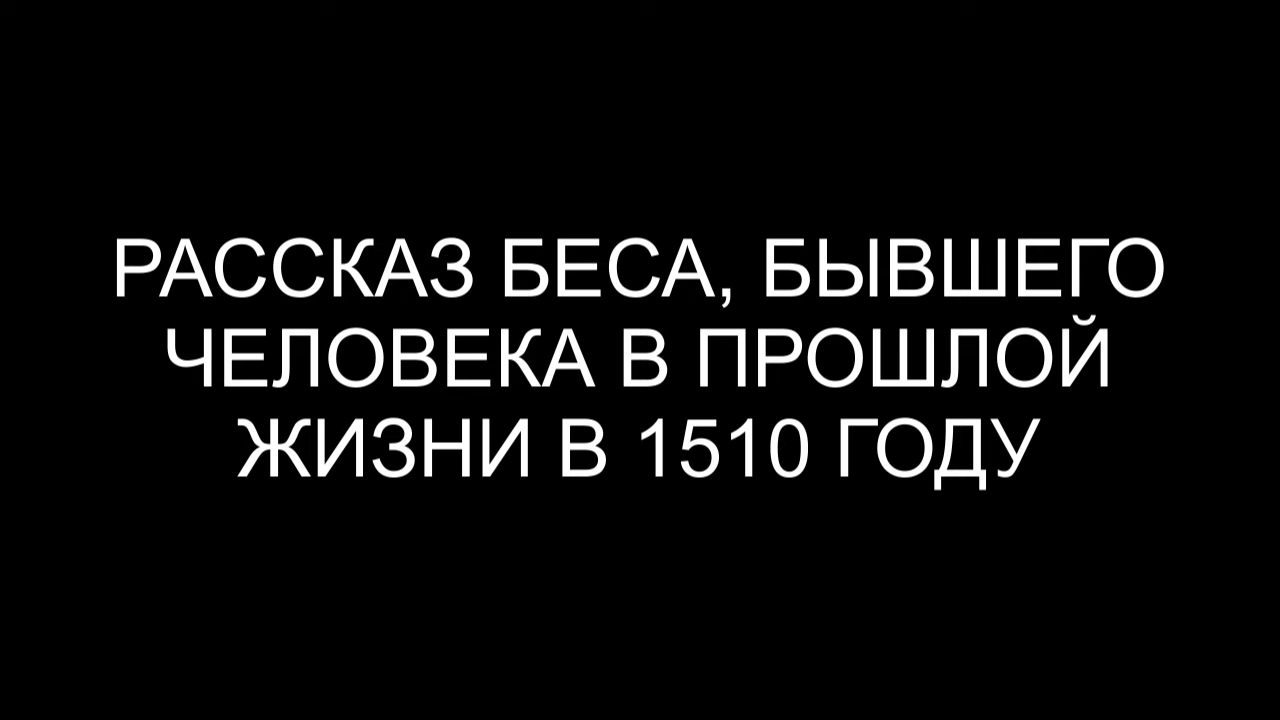 РАССКАЗ БЕСА, БЫВШЕГО
ЧЕЛОВЕКА В ПРОШЛОЙ
ЖИЗНИ В 1510 ГОДУ